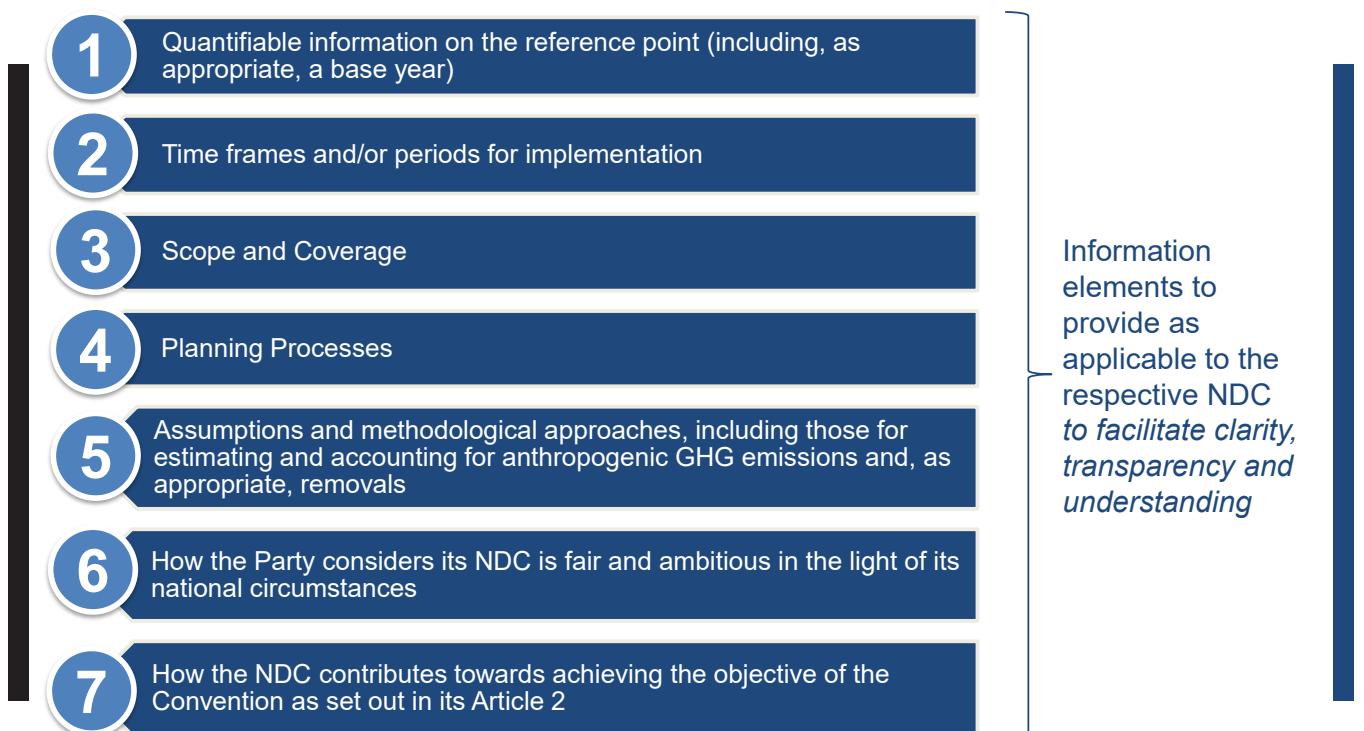 1
Quantifiable information on the reference point (including, as
appropriate, a base year)
2
Time frames and/or periods for implementation
3
Scope and Coverage
4
Planning Processes
5
Assumptions and methodological approaches, including those for
estimating and accounting for anthropogenic GHG emissions and, as
appropriate, removals
6
How the Party considers its NDC is fair and ambitious in the light of its
national circumstances
7
How the NDC contributes towards achieving the objective of the
Convention as set out in its Article 2
Information
elements to
provide as
applicable to the
respective NDC
to facilitate clarity,
transparency and
understanding